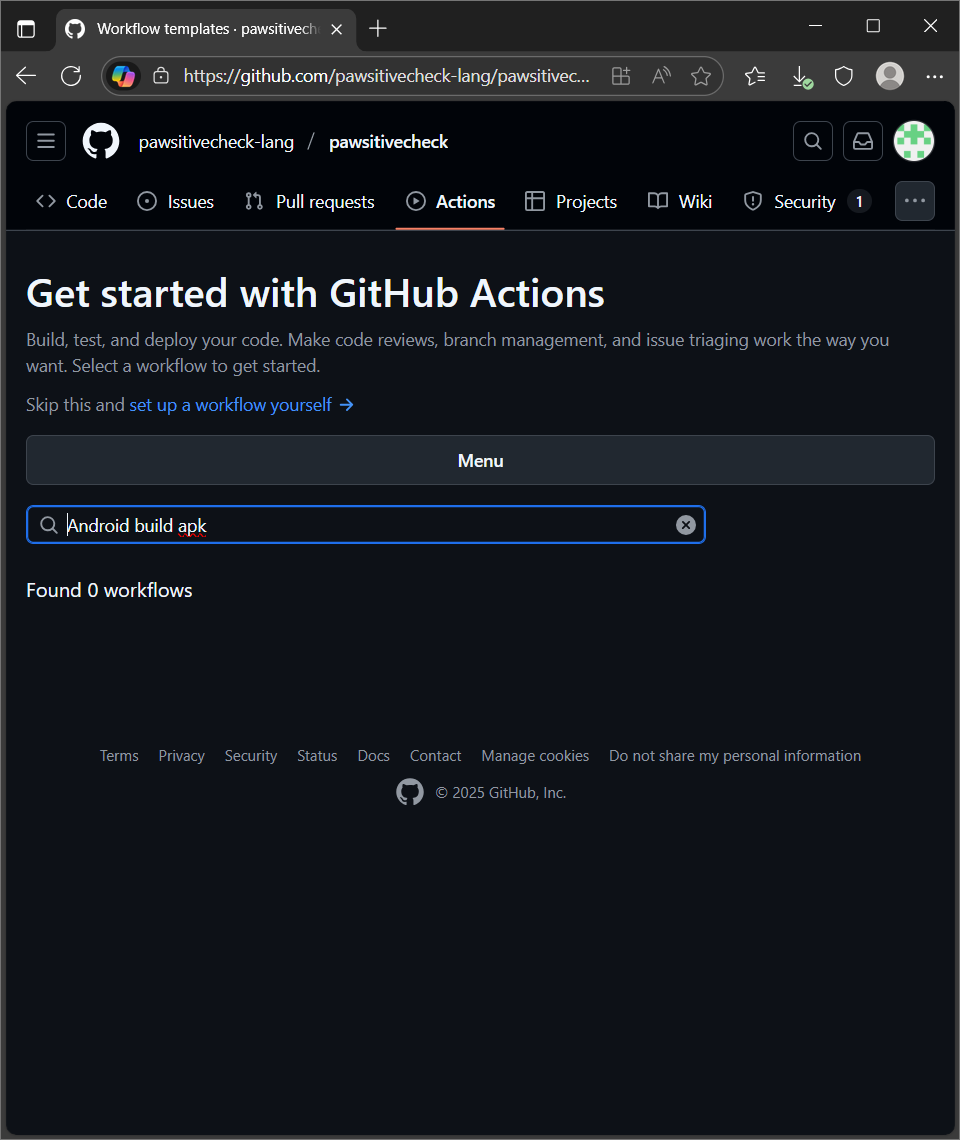 Workflow templates · pawsitivech
https://github.com/pawsitivecheck-lang/pawsitivec...
pawsitivecheck-lang / pawsitivecheck
Code Issues Pull requests Actions Projects Wiki Security 1
Get started with GitHub Actions
Build, test, and deploy your code. Make code reviews, branch management, and issue triaging work the way you
want. Select a workflow to get started.
Skip this and set up a workflow yourself →
Menu
Android build apk
Found 0 workflows
Terms Privacy Security Status Docs Contact Manage cookies Do not share my personal information
© 2025 GitHub, Inc.